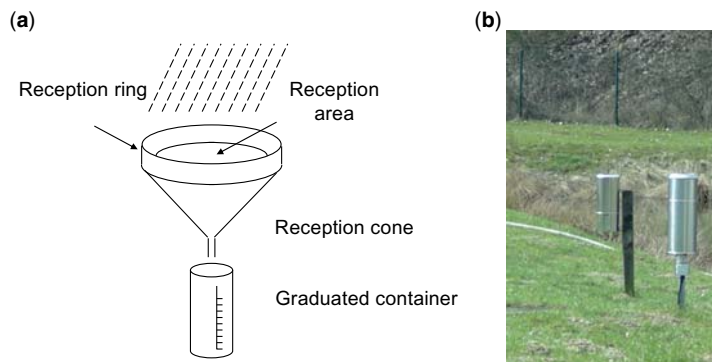 (a)
Reception ring
Reception
area
Reception cone
Graduated container
(b)